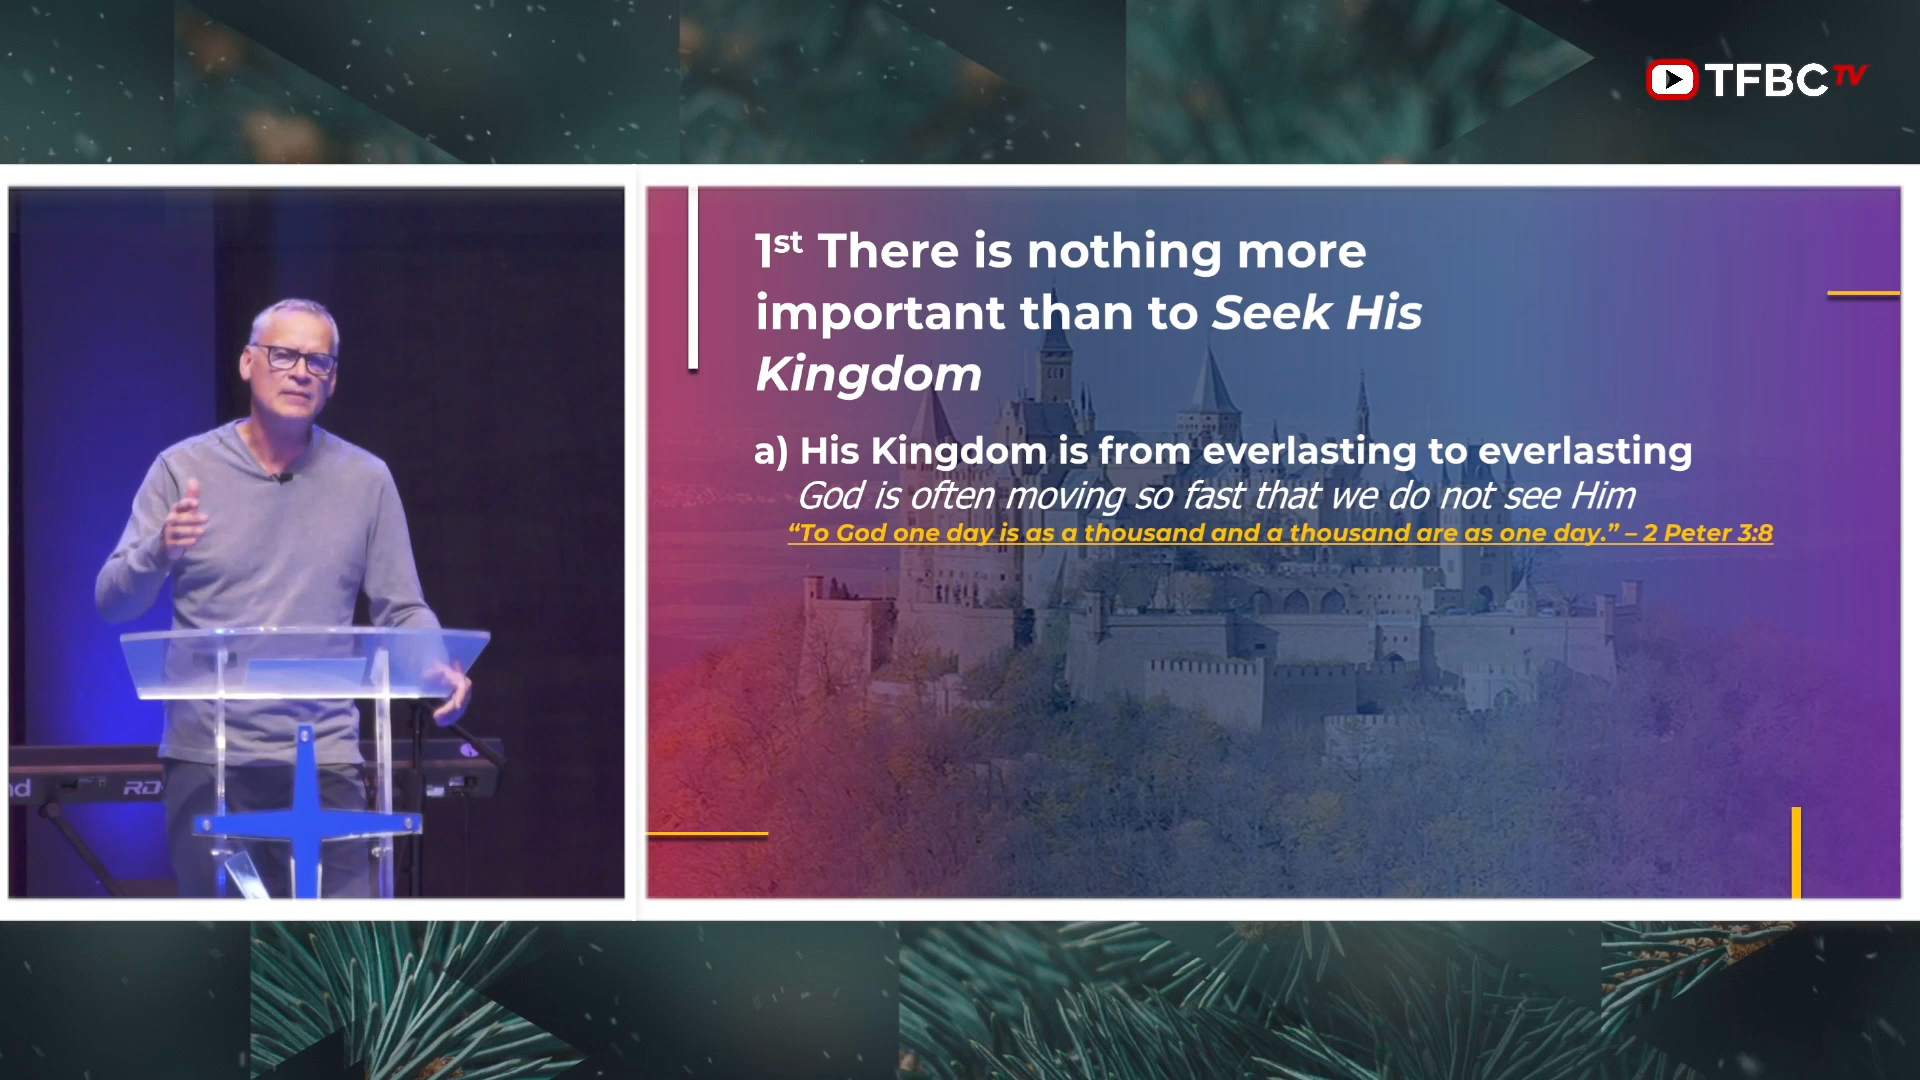 TFBC TV
1st There is nothing more
important than to Seek His
Kingdom
a) His Kingdom is from everlasting to everlasting
God is often moving so fast that we do not see Him
“To God one day is as a thousand and a thousand are as one day.” – 2 Peter 3:8
nd RD